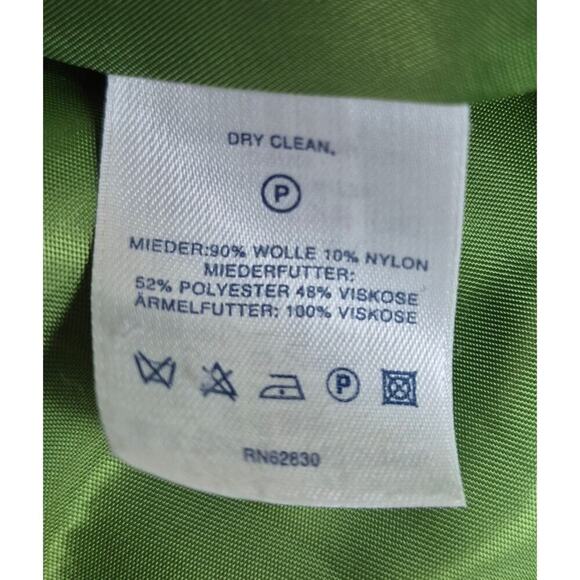 DRY CLEAN.
P
MIEDER:90% WOLLE 10% NYLON
MIEDERFUTTER:
52% POLYESTER 48% VISKOSE
ÄRMELFUTTER: 100% VISKOSE
P
RN62830